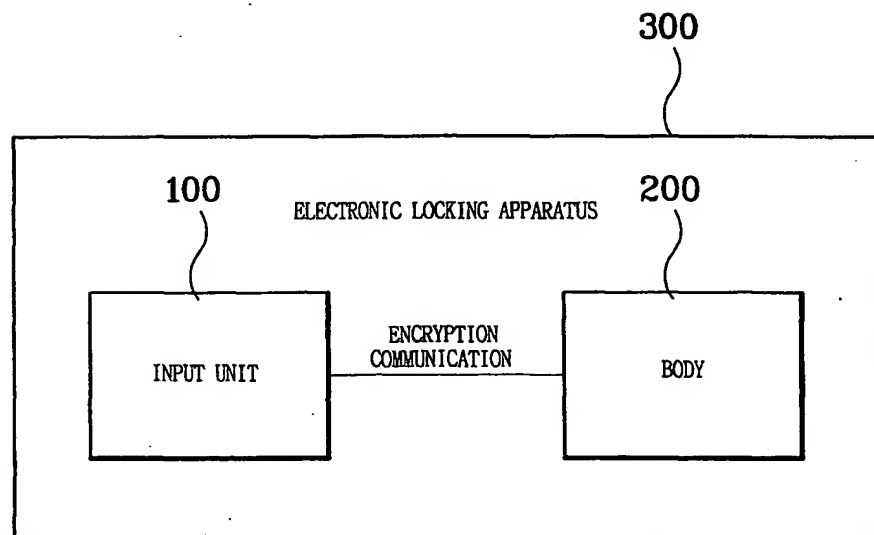 300
100
ELECTRONIC LOCKING APPARATUS
200
ENCRYPTION
COMMUNICATION
INPUT UNIT
BODY